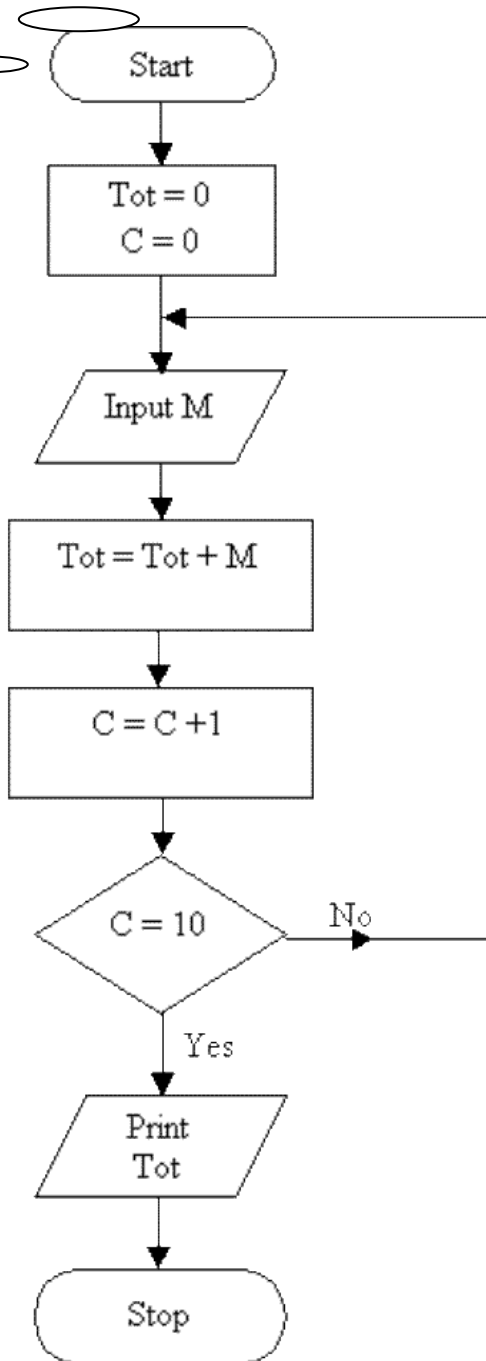 Start
Tot = 0
C = 0
Input M
Tot = Tot + M
C = C +1
C = 10
No
Yes
Print
Tot
Stop